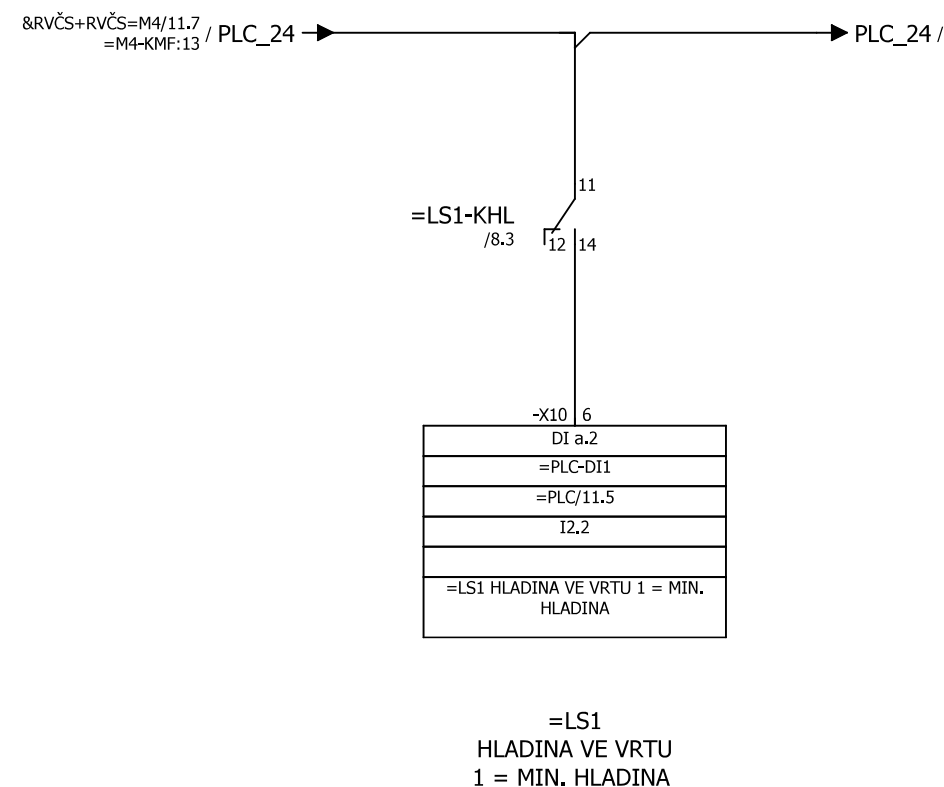 &RVČS+RVČS=M4/11.7
=M4-KMF:13 / PLC_24
PLC_24 /
11
=LS1-KHL
/8.3
12 14
-X10 6
DI a.2
=PLC-DI1
=PLC/11.5
I2.2
=LS1 HLADINA VE VRTU 1 = MIN.
HLADINA
=LS1
HLADINA VE VRTU
1 = MIN. HLADINA